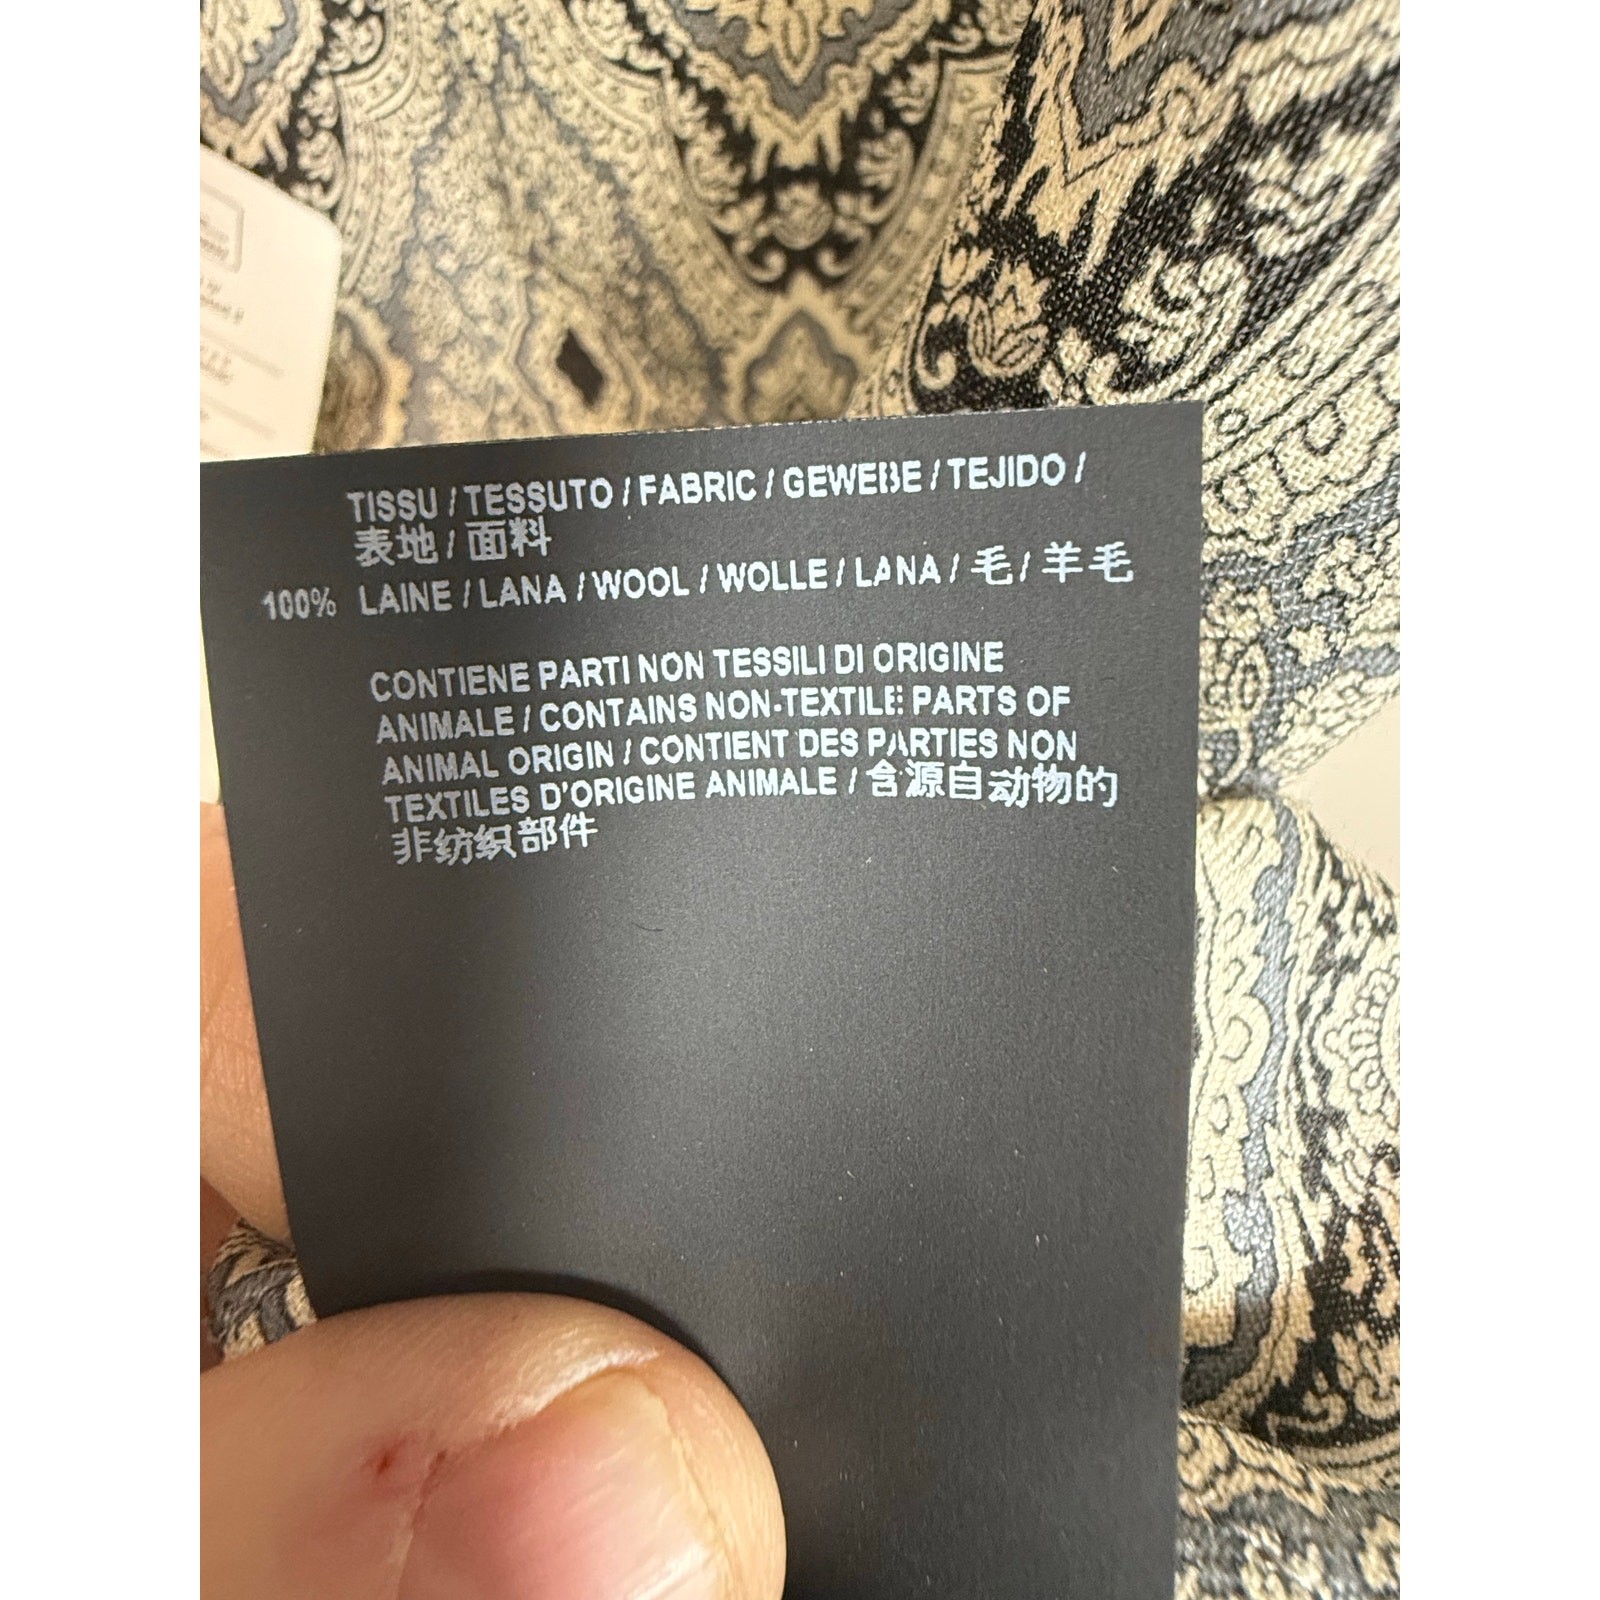 TISSU / TESSUTO / FABRIC / GEWEBE / TEJIDO /
表地 / 面料
100% LAINE / LANA / WOOL / WOLLE / LANA / 毛 / 羊毛
CONTIENE PARTI NON TESSILI DI ORIGINE
ANIMALE / CONTAINS NON-TEXTILE PARTS OF
ANIMAL ORIGIN / CONTIENT DES PARTIES NON
TEXTILES D'ORIGINE ANIMALE / 含源自动物的
非纺织部件